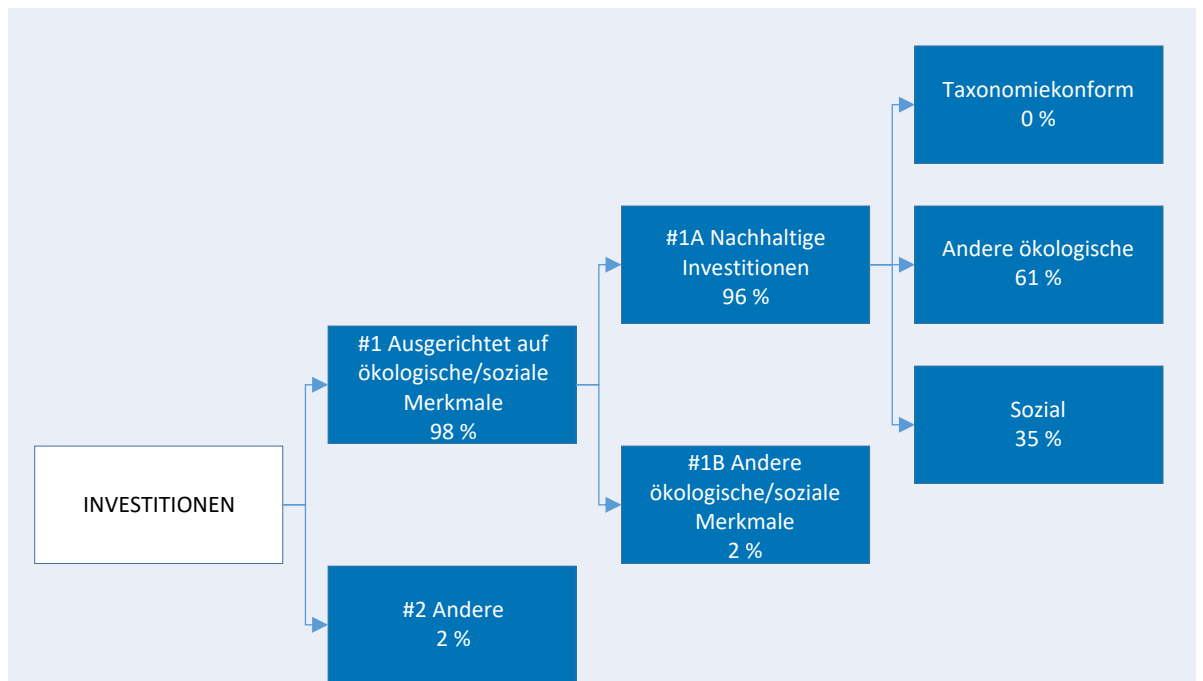 INVESTITIONEN
#1 Ausgerichtet auf
ökologische/soziale
Merkmale
98 %
#2 Andere
2 %
#1A Nachhaltige
Investitionen
96 %
#1B Andere
ökologische/soziale
Merkmale
2 %
Taxonomiekonform
0 %
Andere ökologische
61 %
Sozial
35 %